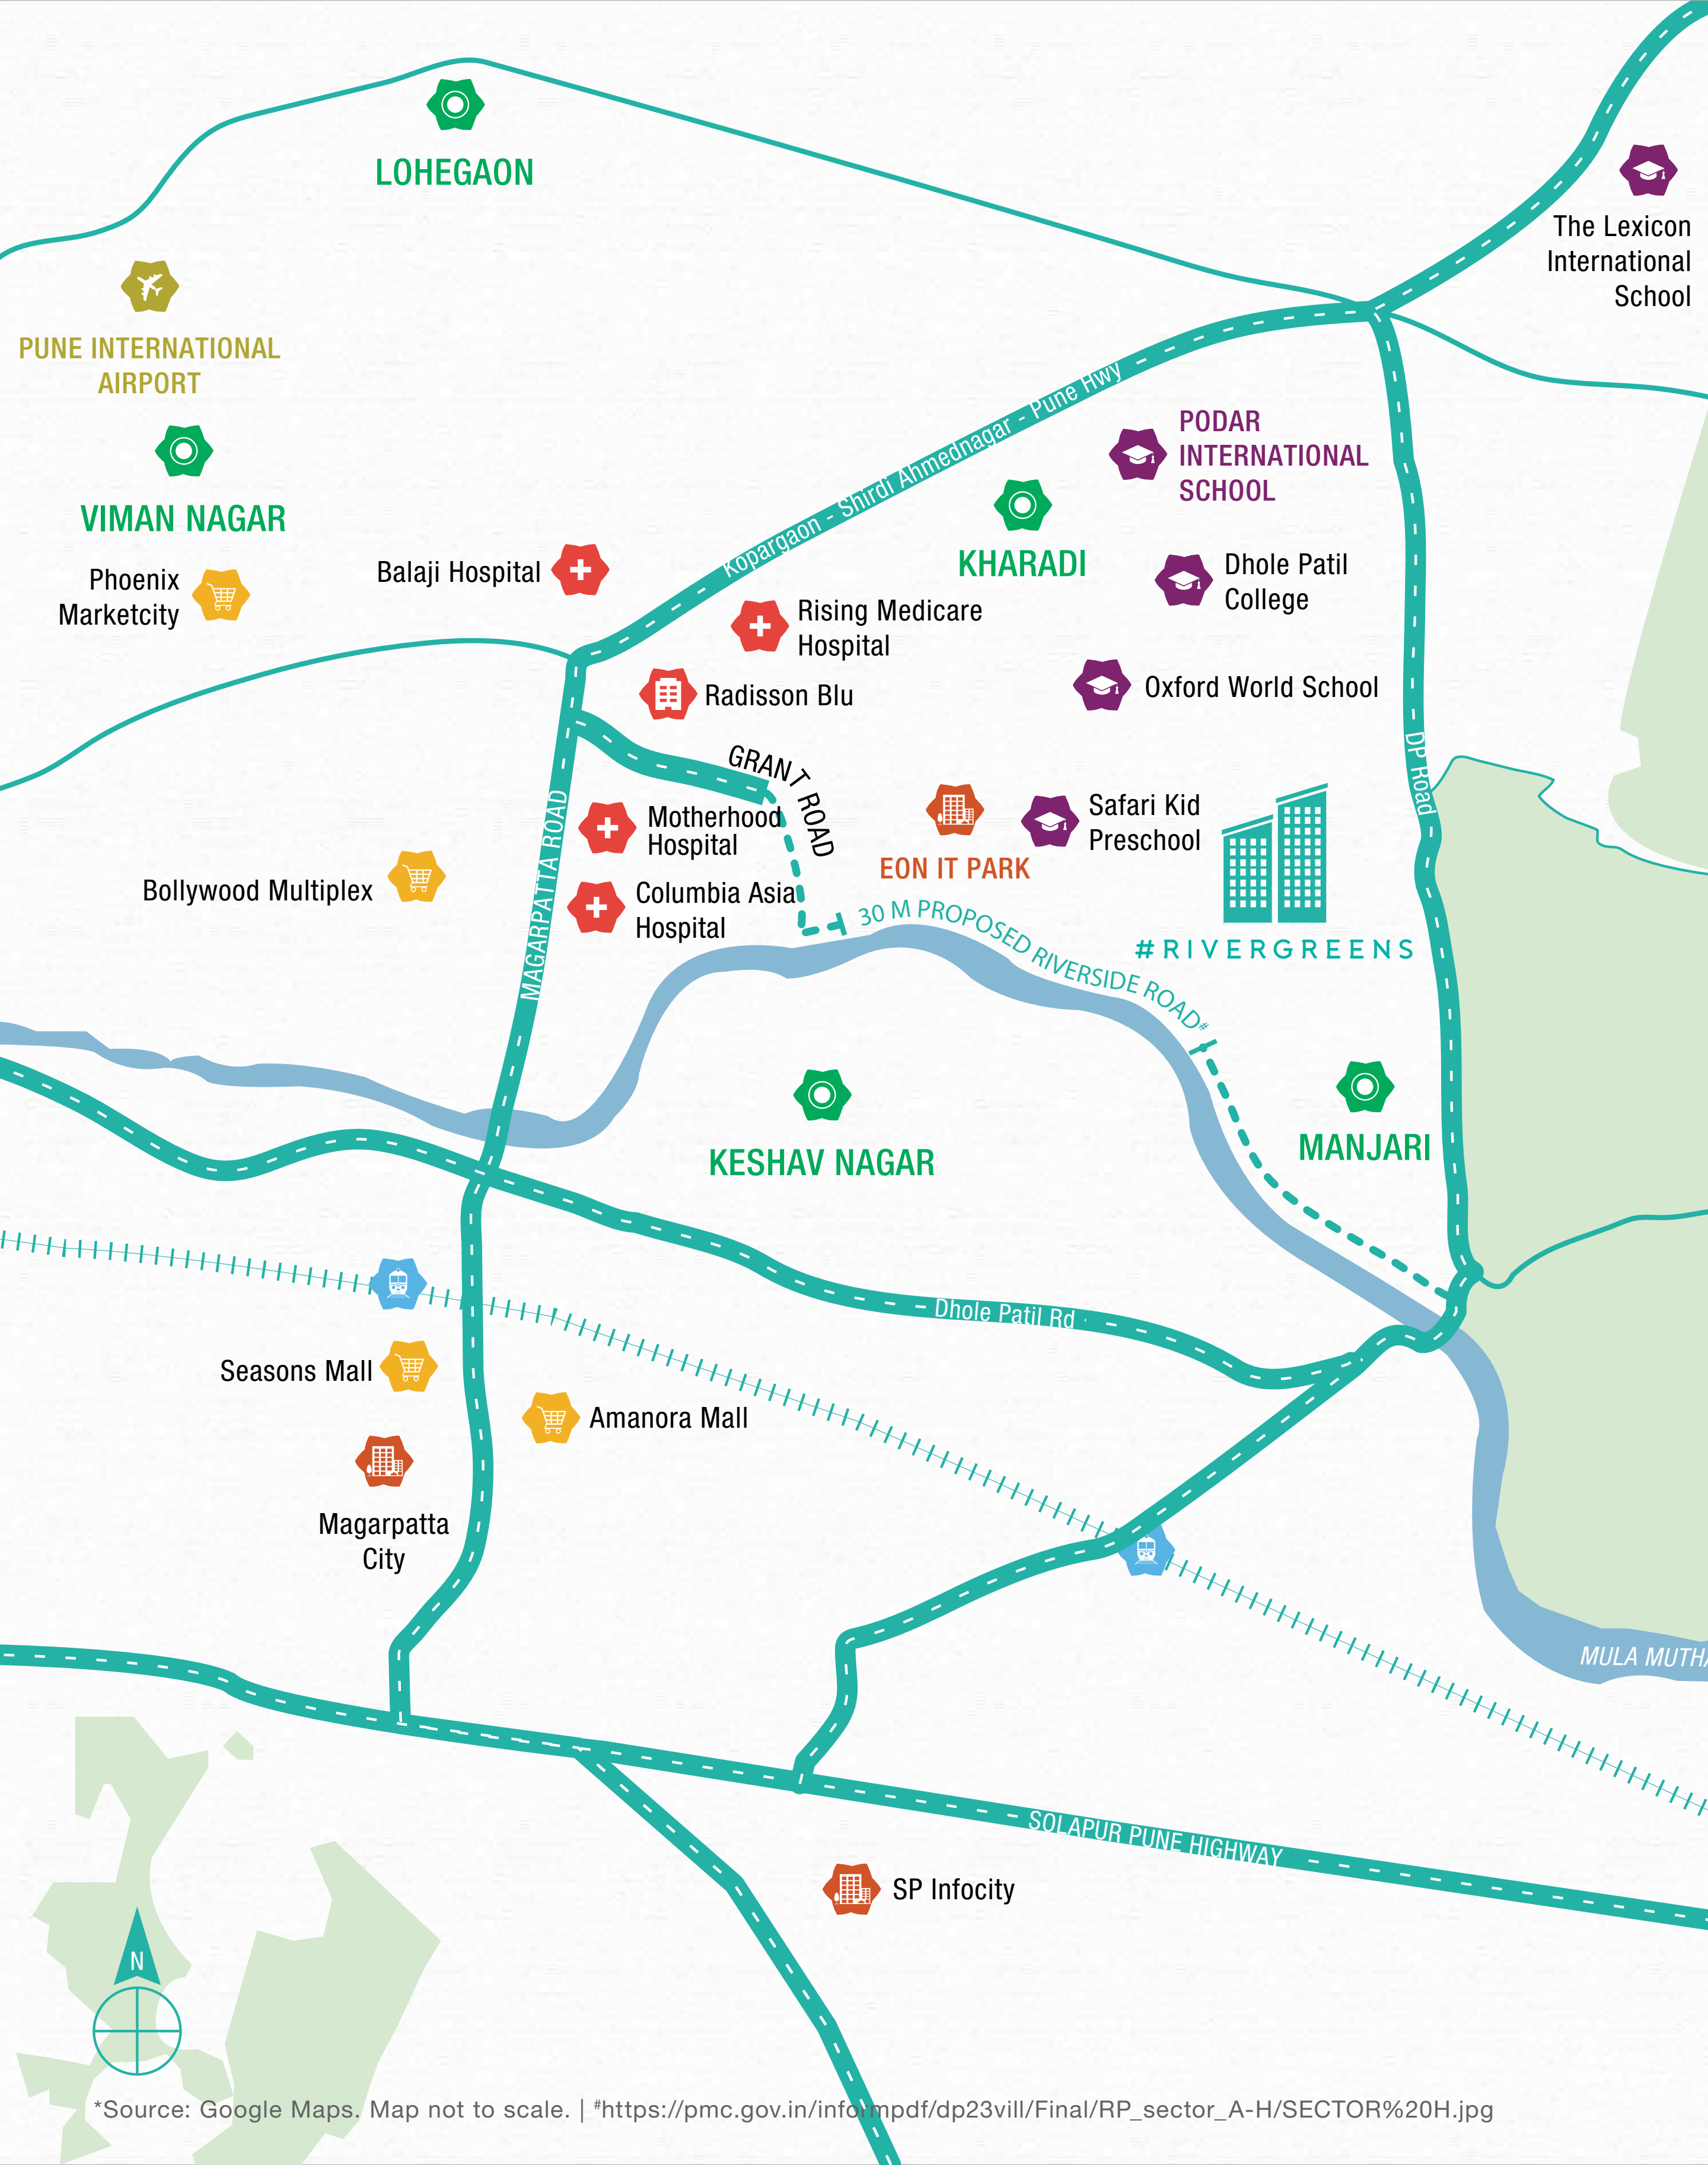 LOHEGAON
The Lexicon
International
School
PUNE INTERNATIONAL
AIRPORT
VIMAN NAGAR
Phoenix
Marketcity
Balaji Hospital
Kopargaon - Shirdi Ahmednagar - Pune Hwy
PODAR
INTERNATIONAL
SCHOOL
KHARADI
Dhole Patil
College
Rising Medicare
Hospital
Radisson Blu
Oxford World School
DP Road
GRANT ROAD
MAGARPATTA ROAD
Motherhood
Hospital
Columbia Asia
Hospital
Bollywood Multiplex
EON IT PARK
Safari Kid
Preschool
30 M PROPOSED RIVERSIDE ROAD#
#RIVERGREENS
KESHAV NAGAR
MANJARI
Dhole Patil Rd
Seasons Mall
Amanora Mall
Magarpatta
City
MULA MUTHA
SOLAPUR PUNE HIGHWAY
SP Infocity
N
*Source: Google Maps. Map not to scale. | #https://pmc.gov.in/informpdf/dp23vill/Final/RP_sector_A-H/SECTOR%20H.jpg